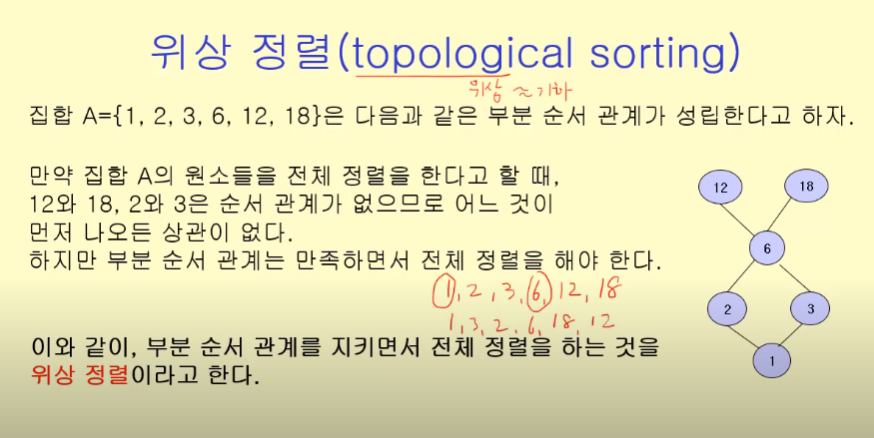 위상 정렬(topological sorting)
위상
집합 A={1, 2, 3, 6, 12, 18}은 다음과 같은 부분 순서 관계가 성립한다고 하자.
만약 집합 A의 원소들을 전체 정렬을 한다고 할 때,
12와 18, 2와 3은 순서 관계가 없으므로 어느 것이
먼저 나오든 상관이 없다.
하지만 부분 순서 관계는 만족하면서 전체 정렬을 해야 한다.
1, 2, 3, 6, 12, 18
1, 3, 2, 6, 18, 12
이와 같이, 부분 순서 관계를 지키면서 전체 정렬을 하는 것을
위상 정렬이라고 한다.
12 18
6
2 3
1